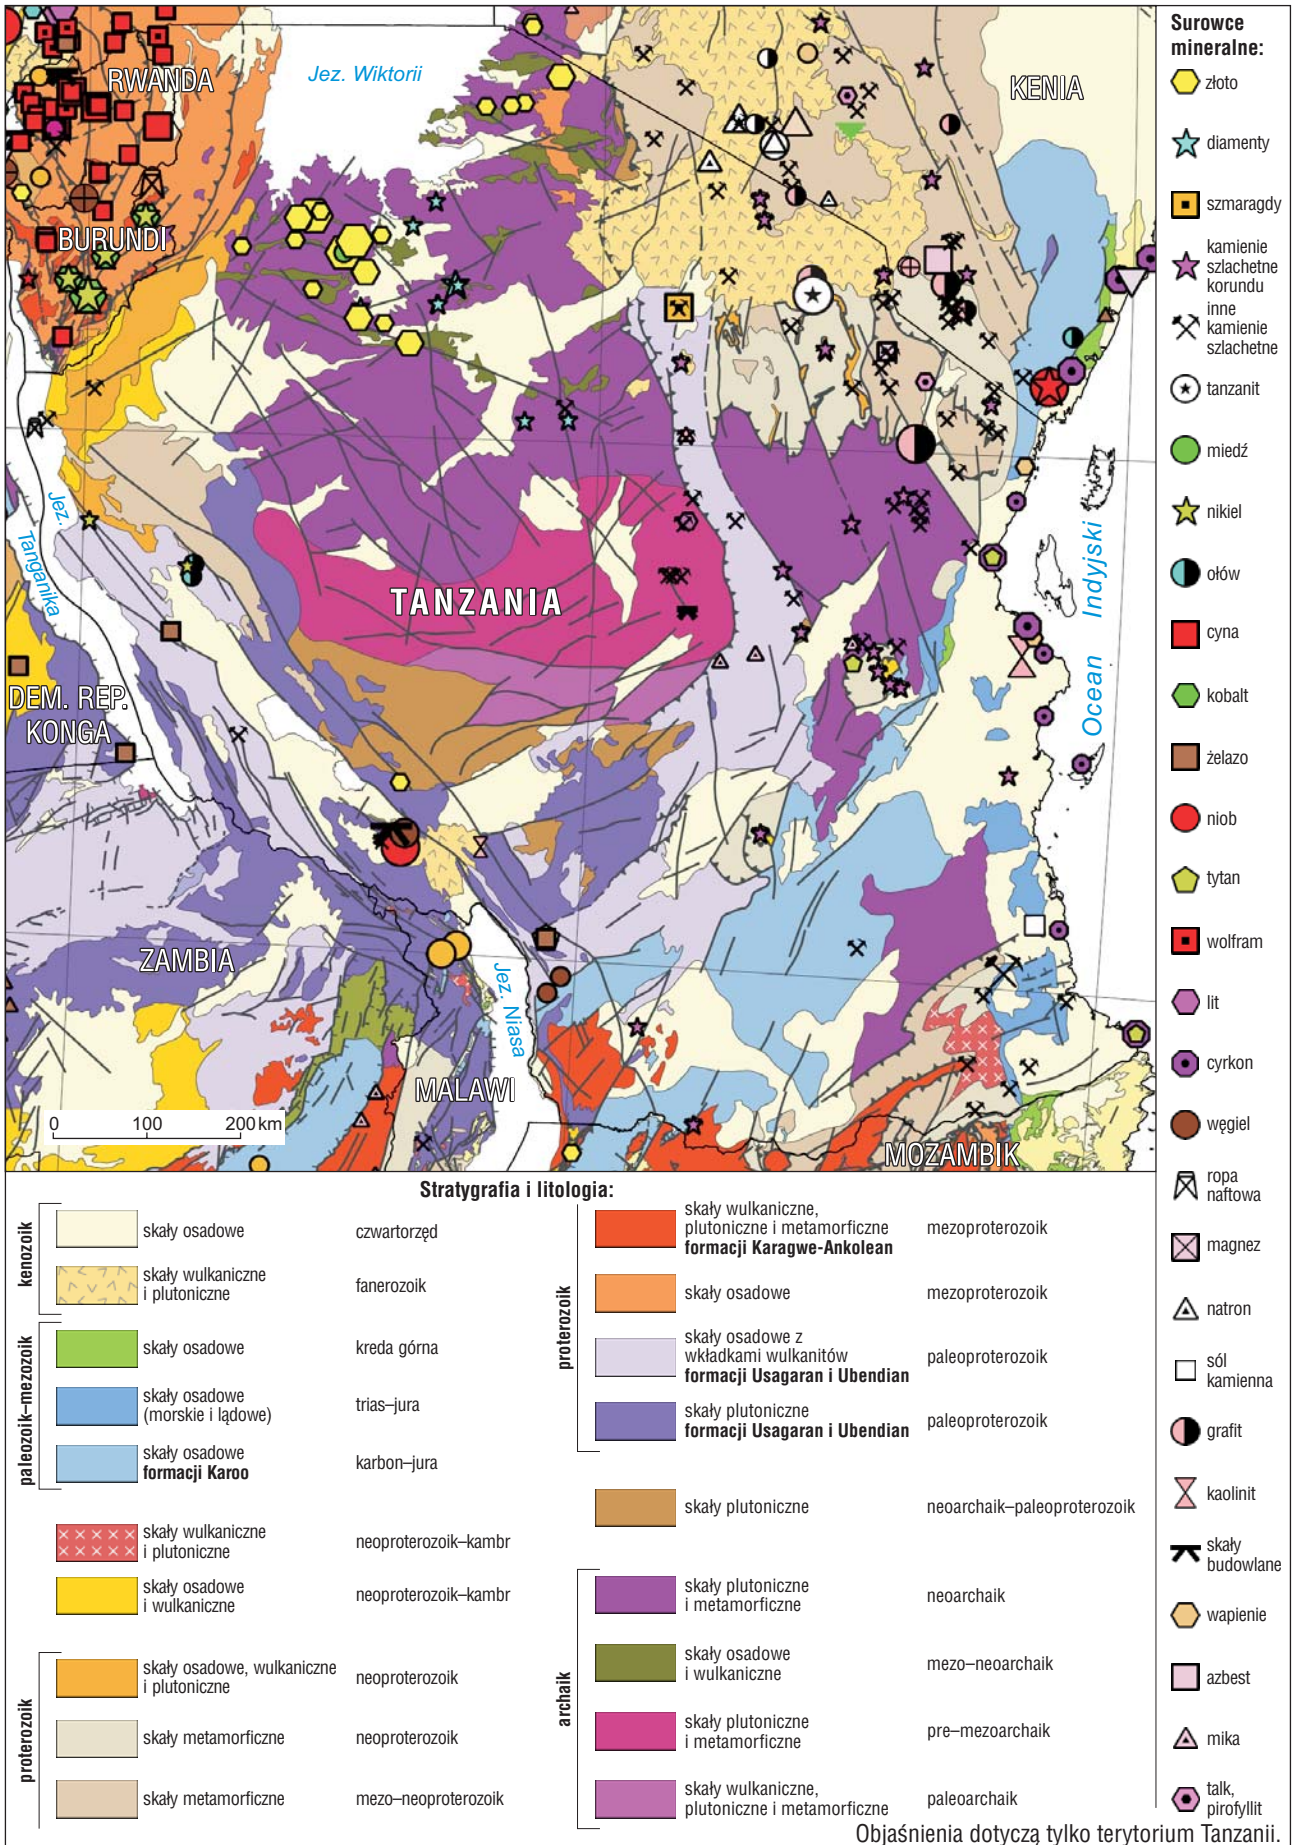 RWANDA
Jez. Wiktorii
KENIA
BURUNDI
Jez.
Tanganika
TANZANIA
Ocean Indyjski
DEM. REP.
KONGA
ZAMBIA
Jez. Niasa
MALAWI
MOZAMBIK
0 100 200 km
Surowce
mineralne:
złoto
diamenty
szmaragdy
kamienie
szlachetne
korundu
inne
kamienie
szlachetne
tanzanit
miedź
nikiel
ołów
cyna
kobalt
żelazo
niob
tytan
wolfram
lit
cyrkon
węgiel
ropa
naftowa
magnez
natron
sól
kamienna
grafit
kaolinit
skały
budowlane
wapienie
azbest
mika
talk,
pirofyllit
Stratygrafia i litologia:
kenozoik
skały osadowe czwartorzęd
skały wulkaniczne
i plutoniczne fanerozoik
paleozoik–mezozoik
skały osadowe kreda górna
skały osadowe
(morskie i lądowe) trias–jura
skały osadowe
formacji Karoo karbon–jura
skały wulkaniczne
i plutoniczne neoproterozoik–kambr
skały osadowe
i wulkaniczne neoproterozoik–kambr
proterozoik
skały osadowe, wulkaniczne
i plutoniczne neoproterozoik
skały metamorficzne neoproterozoik
skały metamorficzne mezo–neoproterozoik
proterozoik
skały wulkaniczne,
plutoniczne i metamorficzne mezoproterozoik
formacji Karagwe-Ankolean
skały osadowe mezoproterozoik
skały osadowe z
wkładkami wulkanitów paleoproterozoik
formacji Usagaran i Ubendian
skały plutoniczne paleoproterozoik
formacji Usagaran i Ubendian
skały plutoniczne neoarchaik–paleoproterozoik
archaik
skały plutoniczne
i metamorficzne neoarchaik
skały osadowe
i wulkaniczne mezo–neoarchaik
skały plutoniczne
i metamorficzne pre–mezoarchaik
skały wulkaniczne,
plutoniczne i metamorficzne paleoarchaik
Objaśnienia dotyczą tylko terytorium Tanzanii.